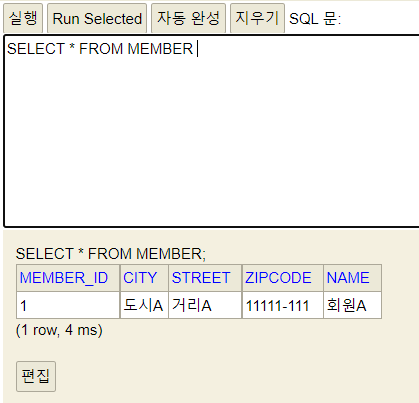 실행 Run Selected 자동 완성 지우기 SQL 문:
SELECT * FROM MEMBER
SELECT * FROM MEMBER;
MEMBER_ID CITY STREET ZIPCODE NAME
1 도시A 거리A 11111-111 회원A
(1 row, 4 ms)
편집